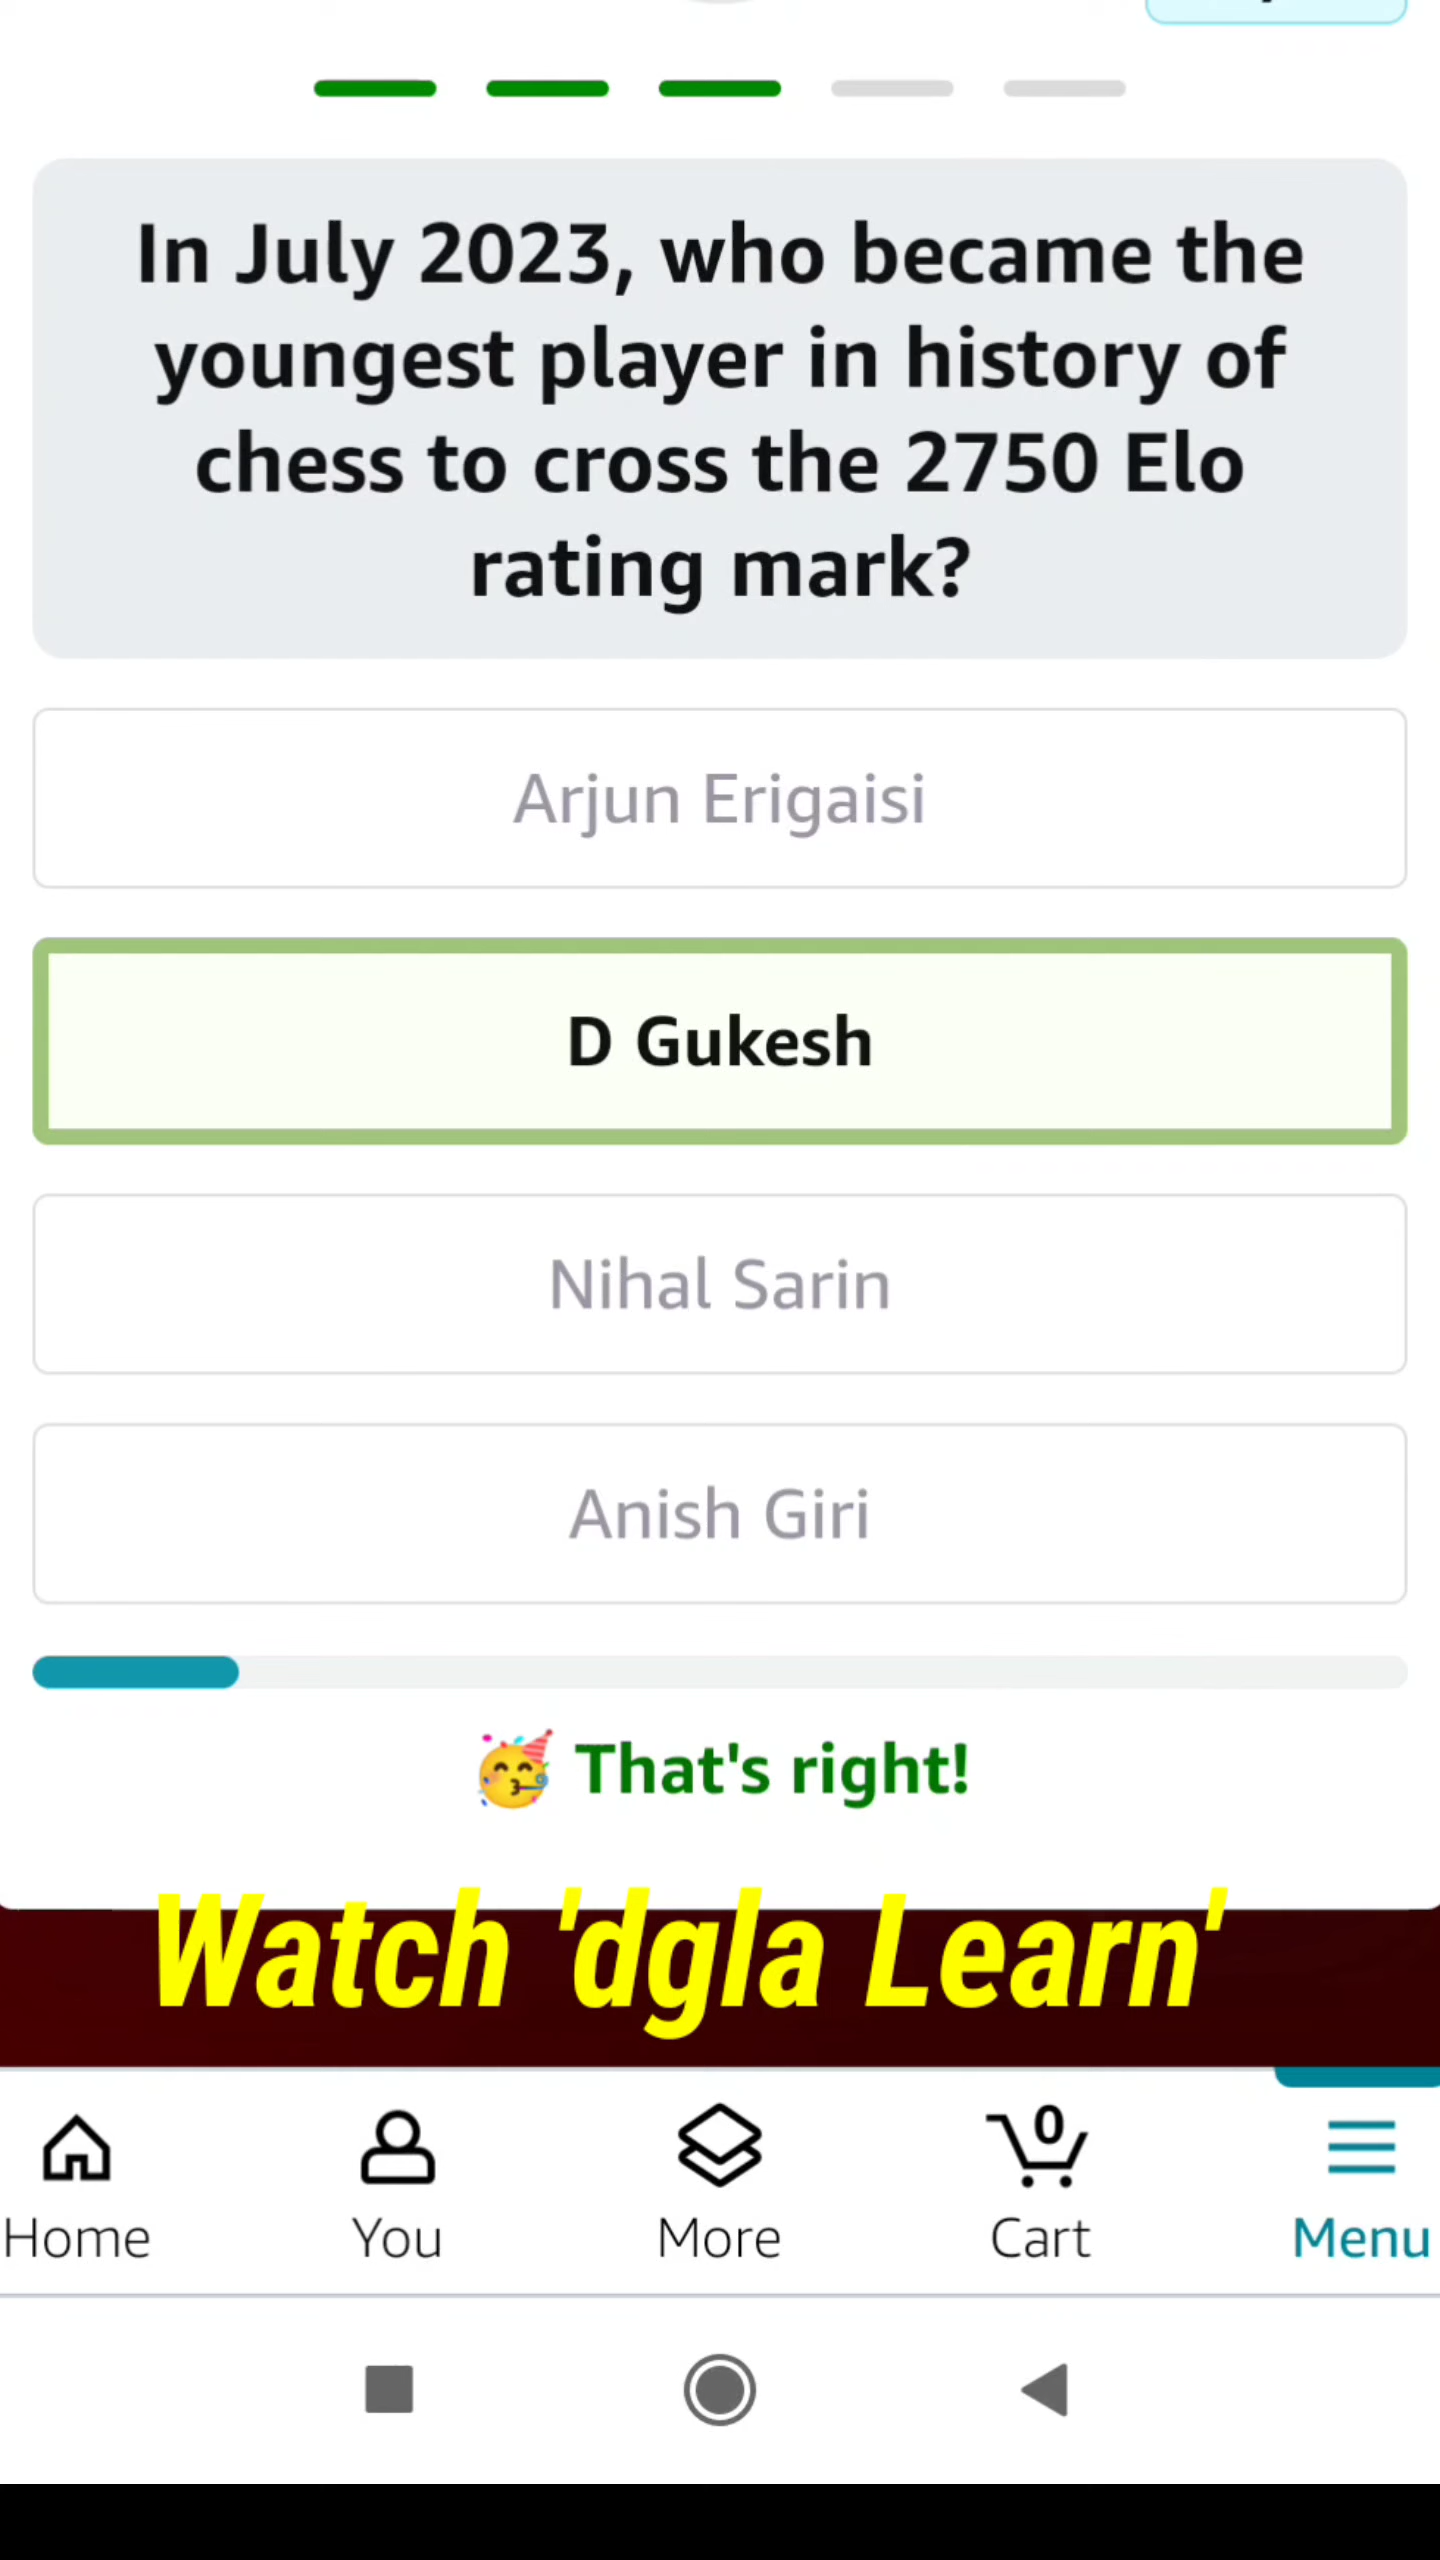 In July 2023, who became the
youngest player in history of
chess to cross the 2750 Elo
rating mark?
Arjun Erigaisi
D Gukesh
Nihal Sarin
Anish Giri
🥳 That's right!
Watch 'dgla Learn'
0
Home
You
More
Cart
Menu